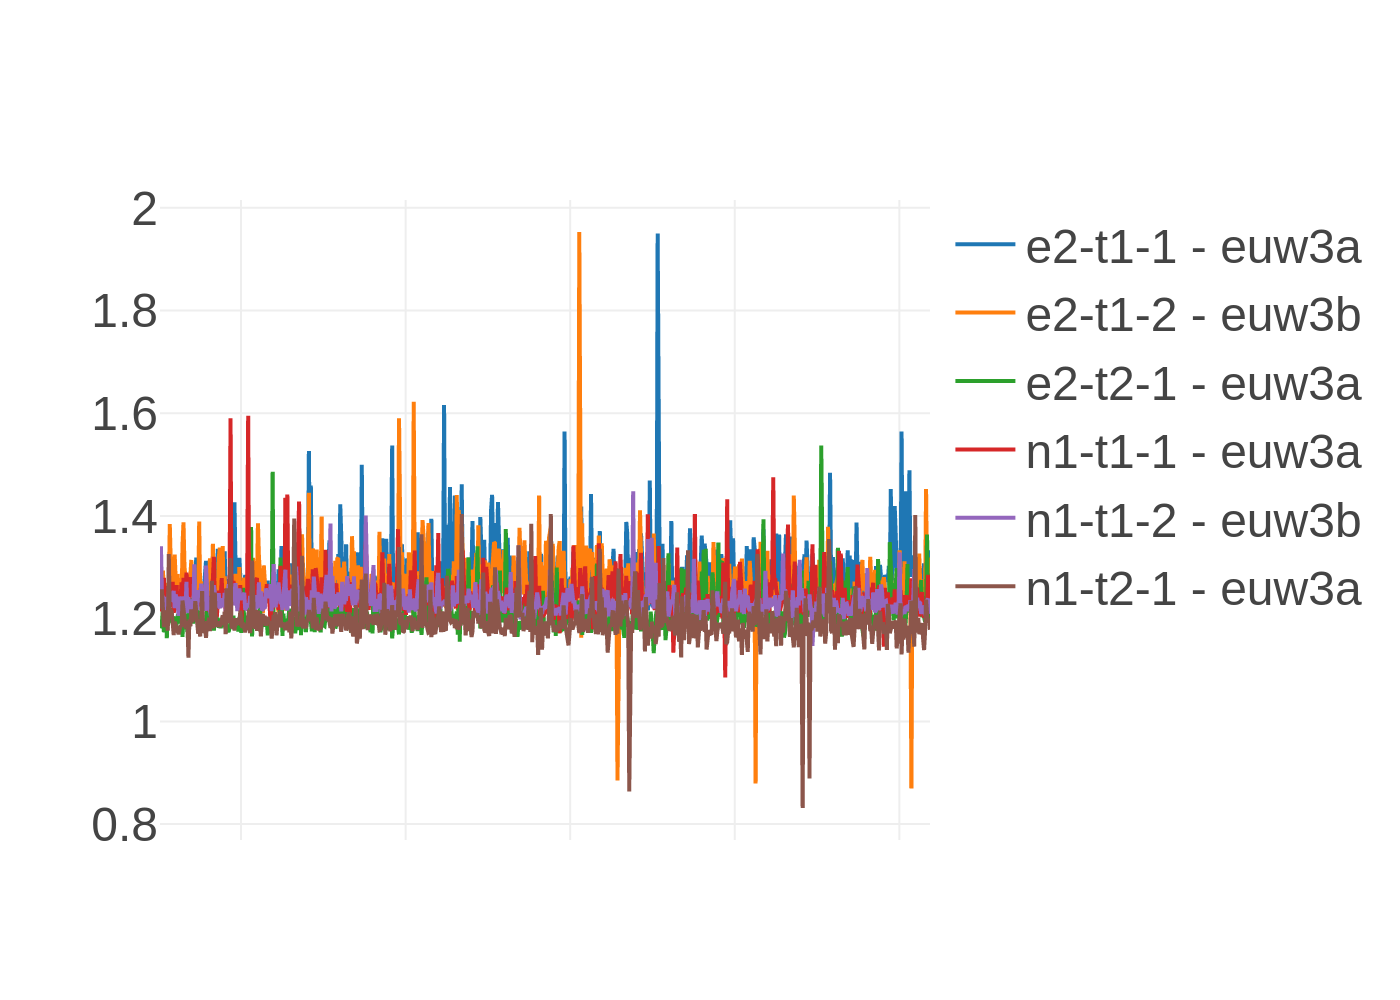 2
1.8
1.6
1.4
1.2
1
0.8
e2-t1-1 - euw3a
e2-t1-2 - euw3b
e2-t2-1 - euw3a
n1-t1-1 - euw3a
n1-t1-2 - euw3b
n1-t2-1 - euw3a